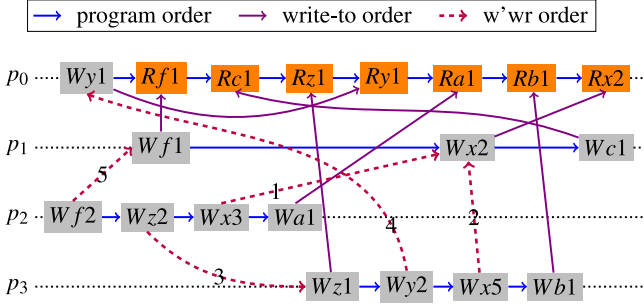 program order write-to order w'wr order
p0 Wy1 Rf1 Rc1 Rz1 Ry1 Ra1 Rb1 Rx2
p1 Wf1 Wx2 Wc1
5 1
p2 Wf2 Wz2 Wx3 Wa1 4 2
3
p3 Wz1 Wy2 Wx5 Wb1